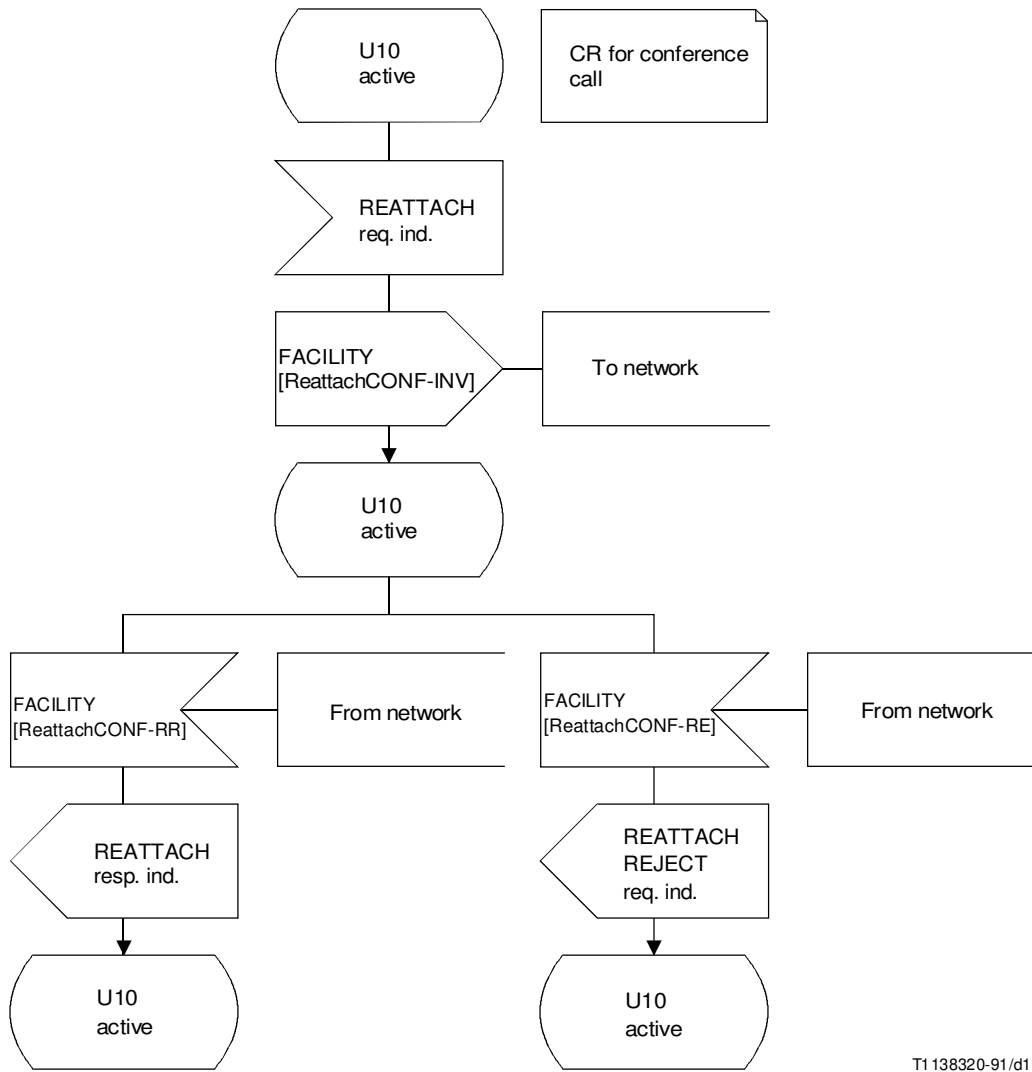 U10
active
CR for conference
call
REATTACH
req. ind.
FACILITY
[ReattachCONF-INV]
To network
U10
active
FACILITY
[ReattachCONF-RR]
From network
FACILITY
[ReattachCONF-RE]
From network
REATTACH
resp. ind.
REATTACH
REJECT
req. ind.
U10
active
U10
active
T1138320-91/d1